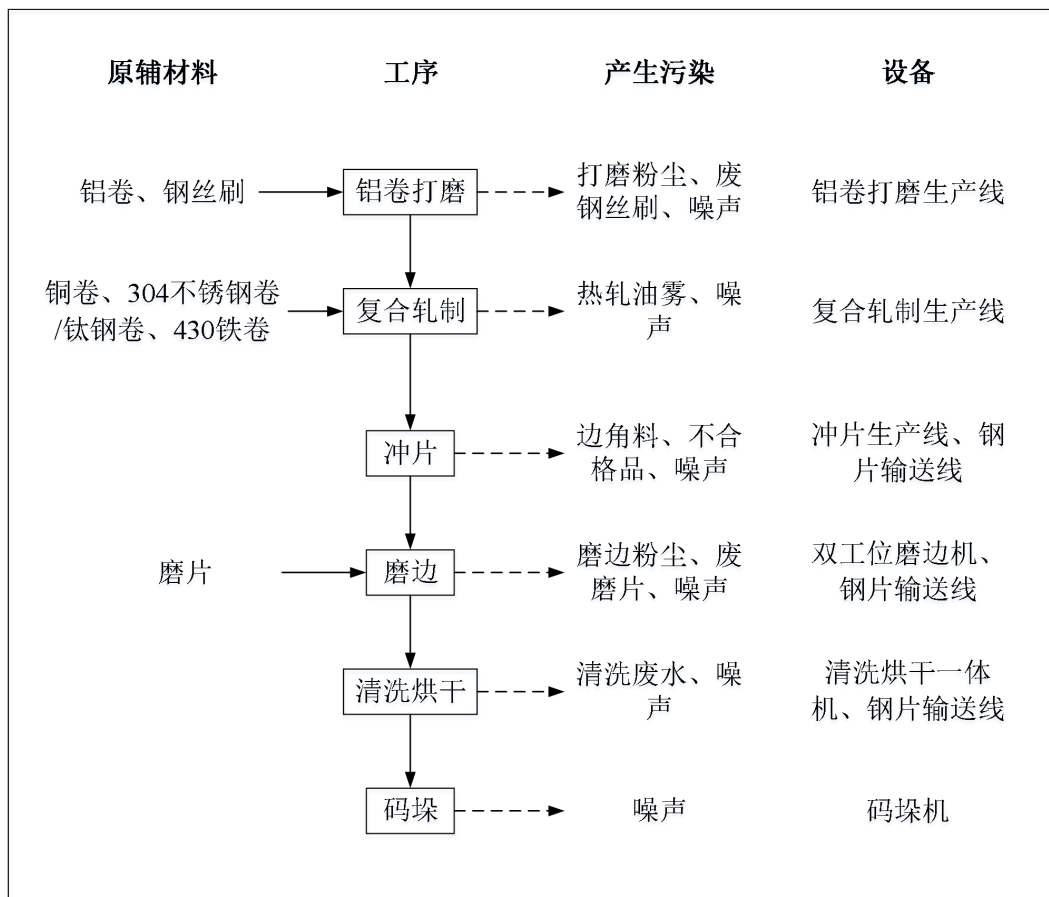 原辅材料 工序 产生污染 设备
铝卷、钢丝刷 铝卷打磨 打磨粉尘、废
钢丝刷、噪声 铝卷打磨生产线
铜卷、304不锈钢卷
/钛钢卷、430铁卷 复合轧制 热轧油雾、噪
声 复合轧制生产线
冲片 边角料、不合
格品、噪声 冲片生产线、钢
片输送线
磨片 磨边 磨边粉尘、废
磨片、噪声 双工位磨边机、
钢片输送线
清洗烘干 清洗废水、噪
声 清洗烘干一体
机、钢片输送线
码垛 噪声 码垛机